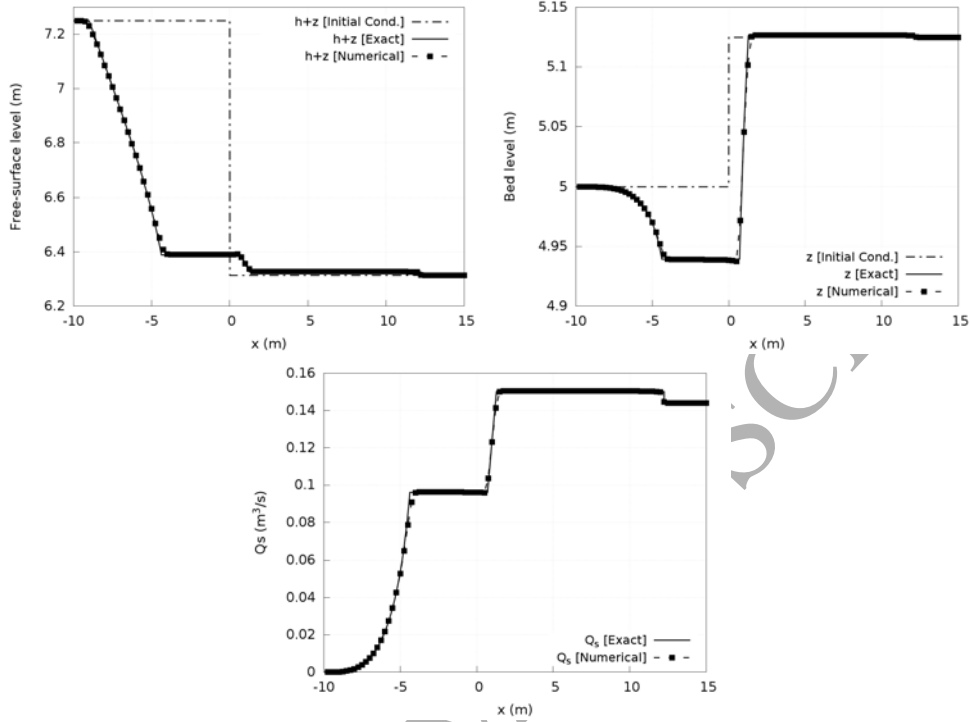 7.25
7
6.8
6.6
6.4
6.2
Free-surface level (m)
h+z [Initial Cond.]
h+z [Exact]
h+z [Numerical]
-10 -5 0 5 10 15
x (m)
5.15
5.1
5.05
5
4.95
4.9
Bed level (m)
z [Initial Cond.]
z [Exact]
z [Numerical]
-10 -5 0 5 10 15
x (m)
0.16
0.14
0.12
0.1
0.08
0.06
0.04
0.02
0
Qs (m³/s)
Qs [Exact]
Qs [Numerical]
-10 -5 0 5 10 15
x (m)